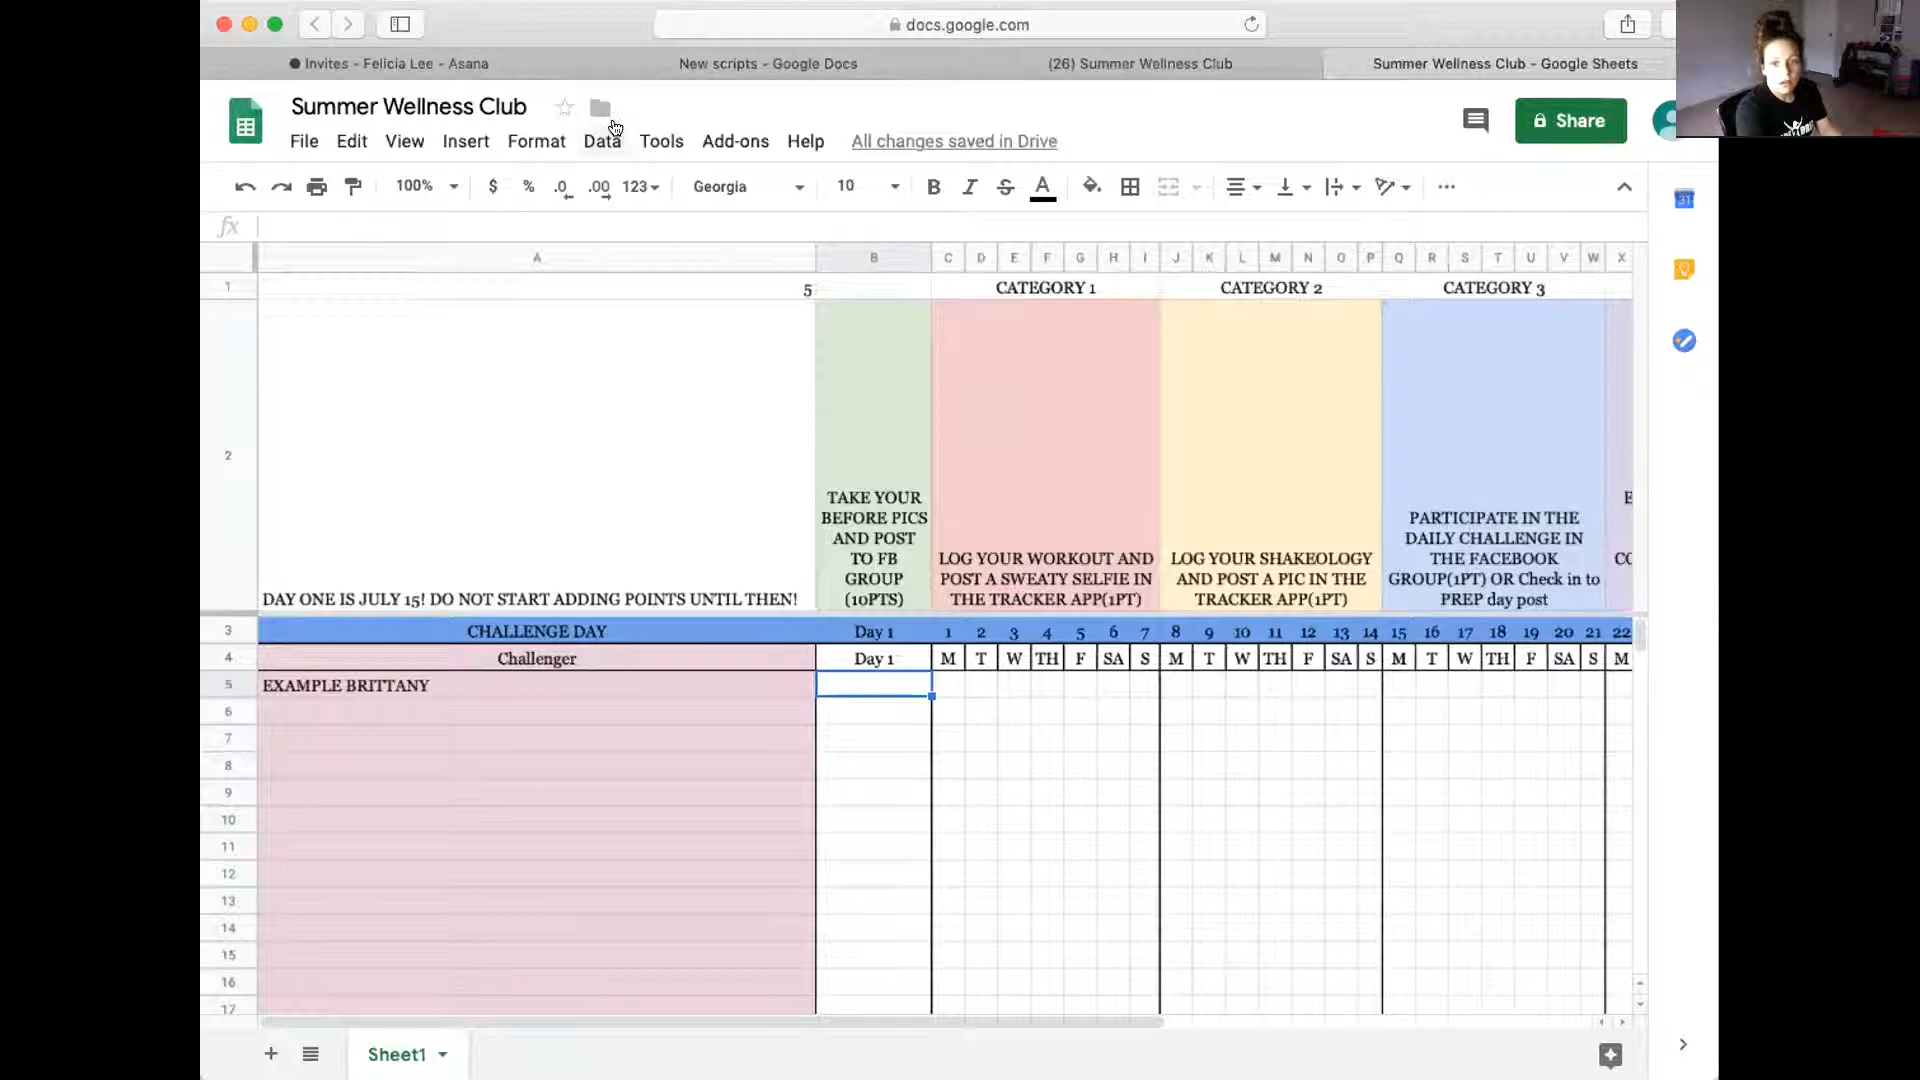 docs.google.com
Invites - Felicia Lee - Asana
New scripts - Google Docs
(26) Summer Wellness Club
Summer Wellness Club - Google Sheets
Summer Wellness Club
File Edit View Insert Format Data Tools Add-ons Help All changes saved in Drive
Share
100% $ % .0 .00 123 Georgia 10 B I S A
31
fx
A B C D E F G H I J K L M N O P Q R S T U V W X
1 5 CATEGORY 1 CATEGORY 2 CATEGORY 3
2
TAKE YOUR
BEFORE PICS
AND POST
TO FB
GROUP
(10PTS)
LOG YOUR WORKOUT AND
POST A SWEATY SELFIE IN
THE TRACKER APP(1PT)
LOG YOUR SHAKEOLOGY
AND POST A PIC IN THE
TRACKER APP(1PT)
PARTICIPATE IN THE
DAILY CHALLENGE IN
THE FACEBOOK
GROUP(1PT) OR Check in to
PREP day post
DAY ONE IS JULY 15! DO NOT START ADDING POINTS UNTIL THEN!
3 CHALLENGE DAY Day 1 1 2 3 4 5 6 7 8 9 10 11 12 13 14 15 16 17 18 19 20 21 22
4 Challenger Day 1 M T W TH F SA S M T W TH F SA S M T W TH F SA S M
5 EXAMPLE BRITTANY
6
7
8
9
10
11
12
13
14
15
16
17
Sheet1